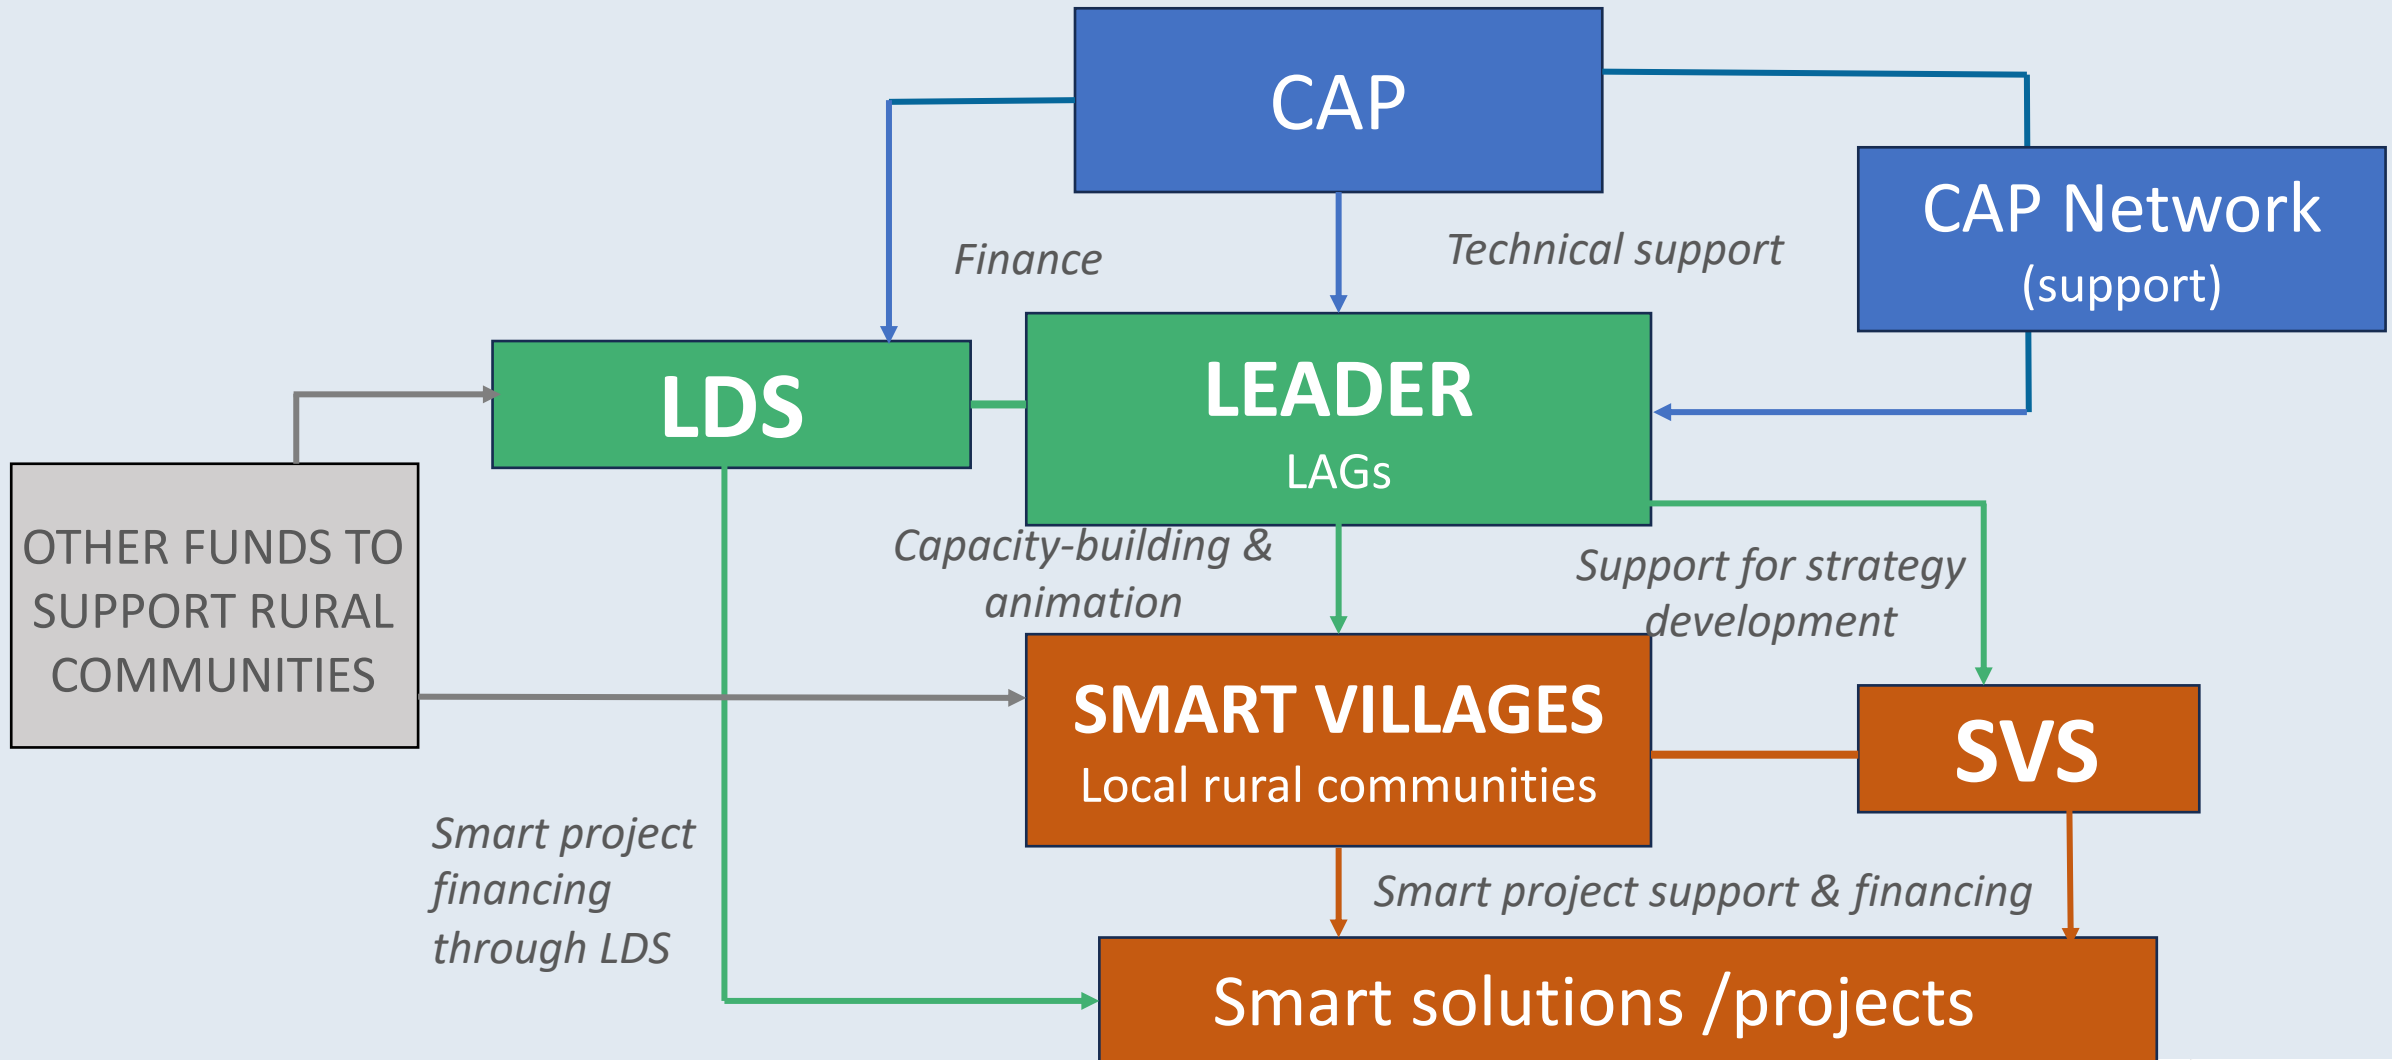 CAP
CAP Network
(support)
Finance
Technical support
LDS
LEADER
LAGs
OTHER FUNDS TO
SUPPORT RURAL
COMMUNITIES
Capacity-building &
animation
Support for strategy
development
SMART VILLAGES
Local rural communities
SVS
Smart project
financing
through LDS
Smart project support & financing
Smart solutions /projects